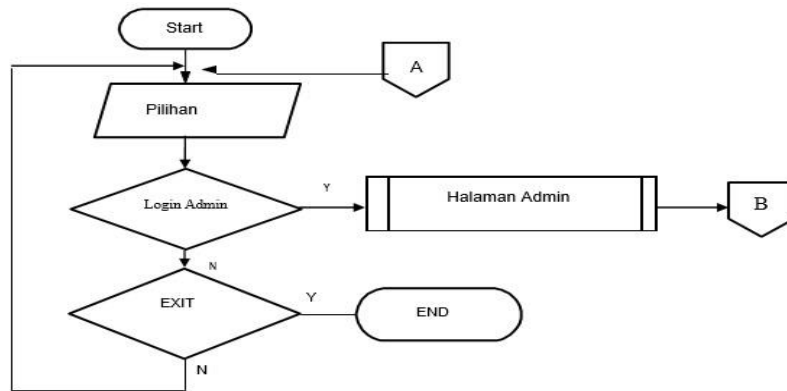 Start
A
Pilihan
Login Admin
Y
Halaman Admin
B
N
EXIT
Y
END
N